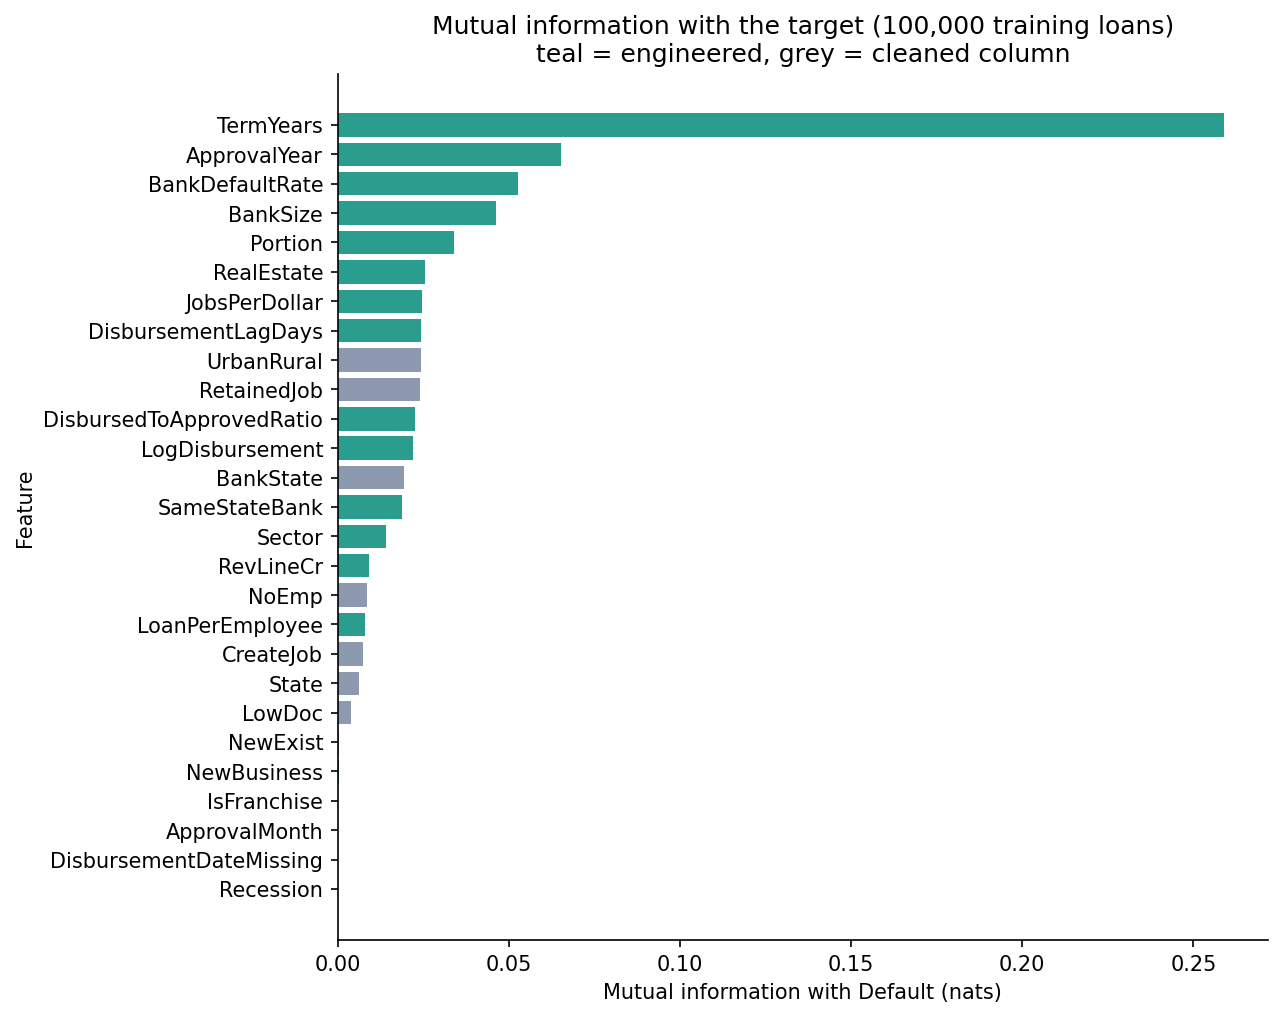 Mutual information with the target (100,000 training loans)
teal = engineered, grey = cleaned column
Feature
TermYears
ApprovalYear
BankDefaultRate
BankSize
Portion
RealEstate
JobsPerDollar
DisbursementLagDays
UrbanRural
RetainedJob
DisbursedToApprovedRatio
LogDisbursement
BankState
SameStateBank
Sector
RevLineCr
NoEmp
LoanPerEmployee
CreateJob
State
LowDoc
NewExist
NewBusiness
IsFranchise
ApprovalMonth
DisbursementDateMissing
Recession
0.00 0.05 0.10 0.15 0.20 0.25
Mutual information with Default (nats)